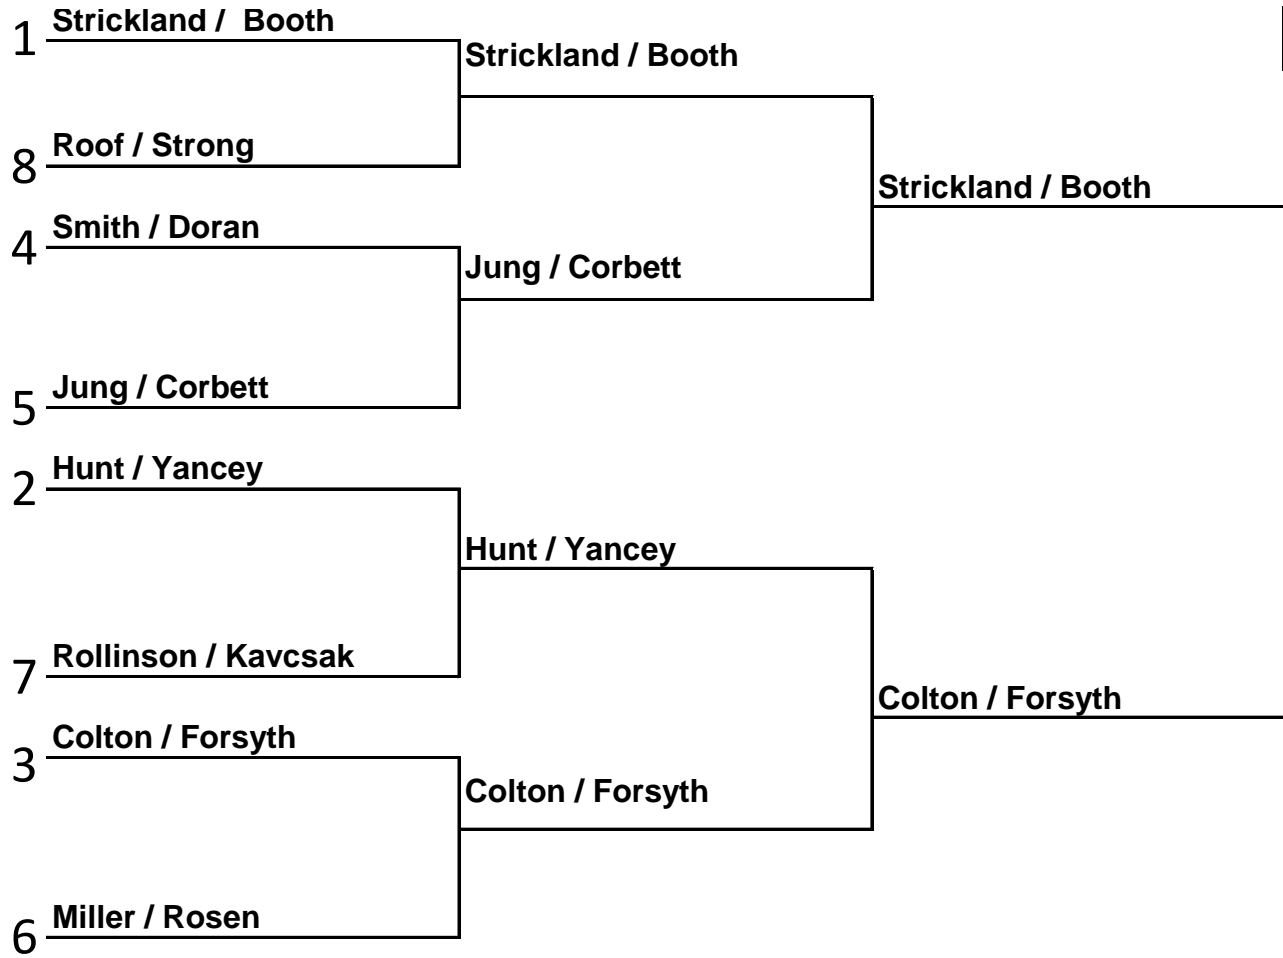 1 Strickland / Booth
Strickland / Booth
8 Roof / Strong
Strickland / Booth
4 Smith / Doran
Jung / Corbett
5 Jung / Corbett
2 Hunt / Yancey
Hunt / Yancey
7 Rollinson / Kavcsak
Colton / Forsyth
3 Colton / Forsyth
Colton / Forsyth
6 Miller / Rosen